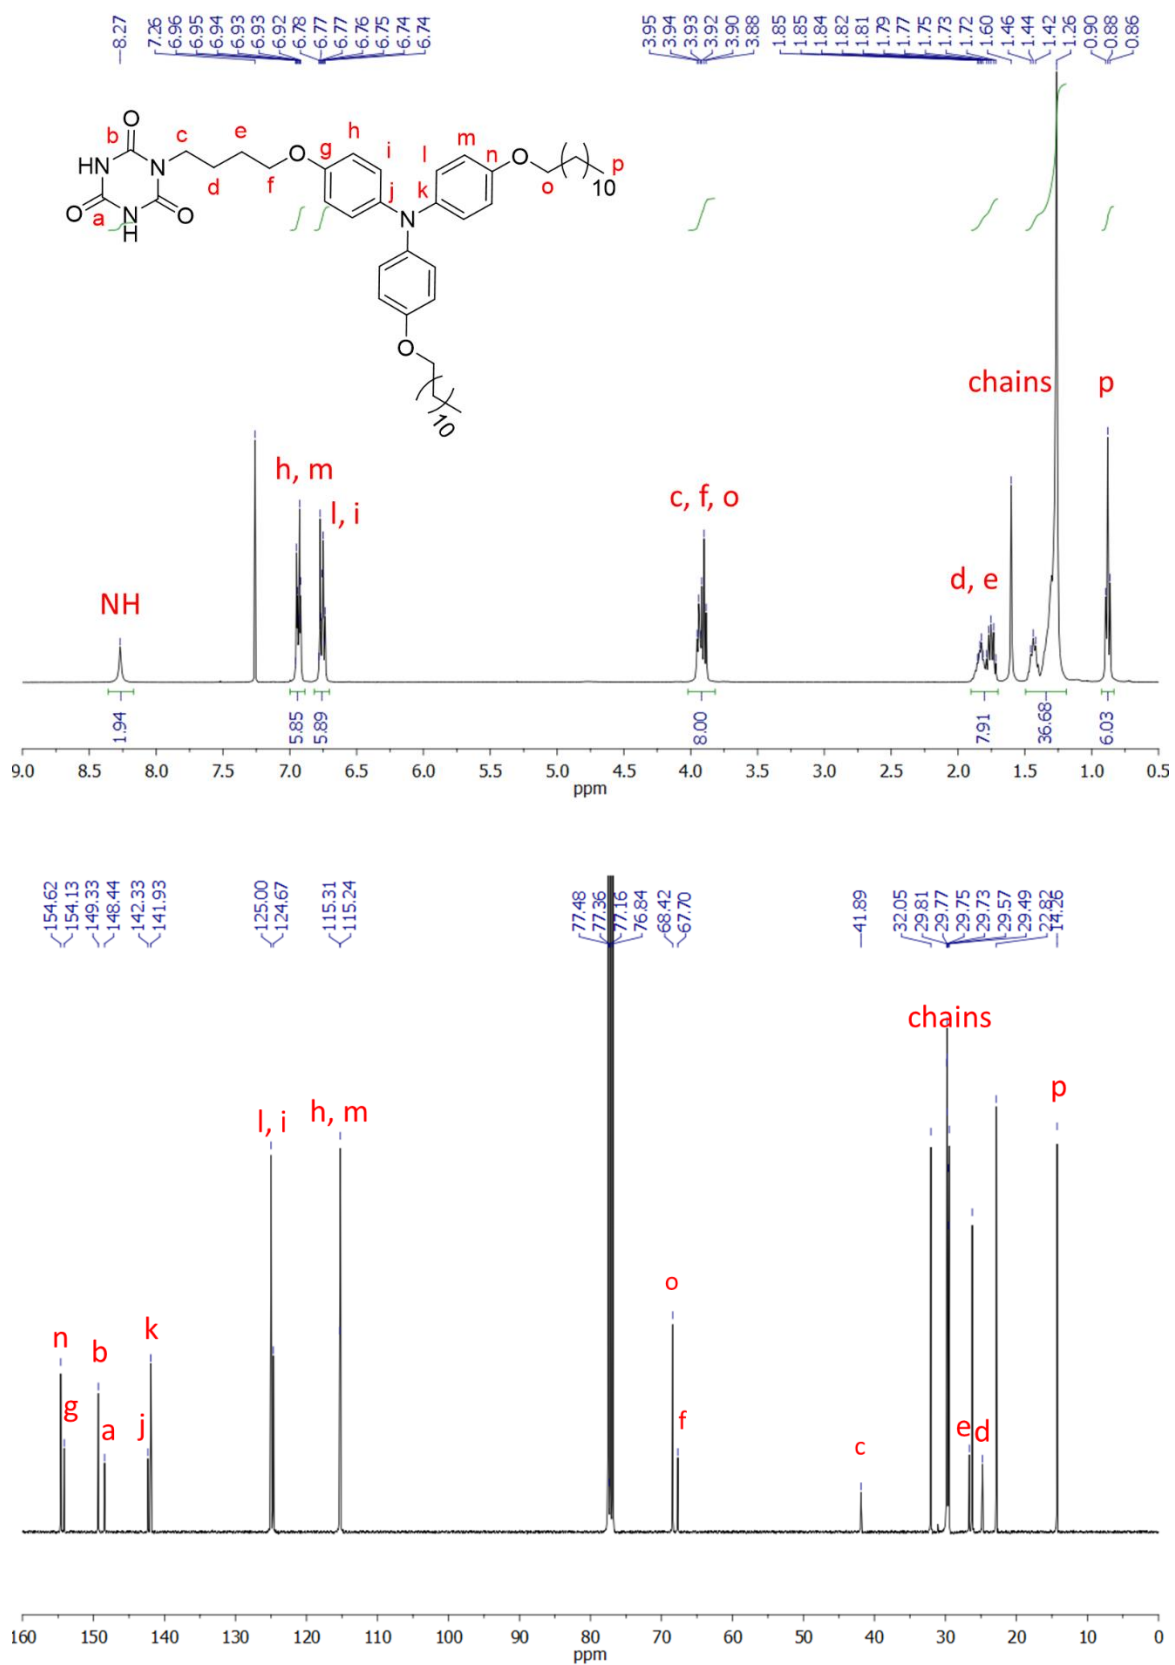 8.27 7.26 6.96 6.95 6.94 6.93 6.93 6.92 6.78 6.77 6.77 6.76 6.75 6.74 6.74 3.95 3.94 3.93 3.92 3.90 3.88 1.85 1.85 1.84 1.82 1.81 1.79 1.77 1.75 1.73 1.72 1.60 1.46 1.44 1.42 1.26 0.90 0.88 0.86
b O c e O g h i m n O p
HN N d f j l k o 10
O a N H O N
O
10
chains p
h, m
l, i
c, f, o
d, e
NH
1.94 5.85 5.89 8.00 7.91 36.68 6.03
9.0 8.5 8.0 7.5 7.0 6.5 6.0 5.5 5.0 4.5 4.0 3.5 3.0 2.5 2.0 1.5 1.0 0.5
ppm
154.62 154.13 149.33 148.44 142.33 141.93 125.00 124.67 115.31 115.24 77.48 77.36 77.16 76.84 68.42 67.70 41.89 32.05 29.81 29.77 29.75 29.73 29.57 29.49 22.82 14.26
chains
l, i h, m p
o
n b k
g a j f c e d
160 150 140 130 120 110 100 90 80 70 60 50 40 30 20 10 0
ppm